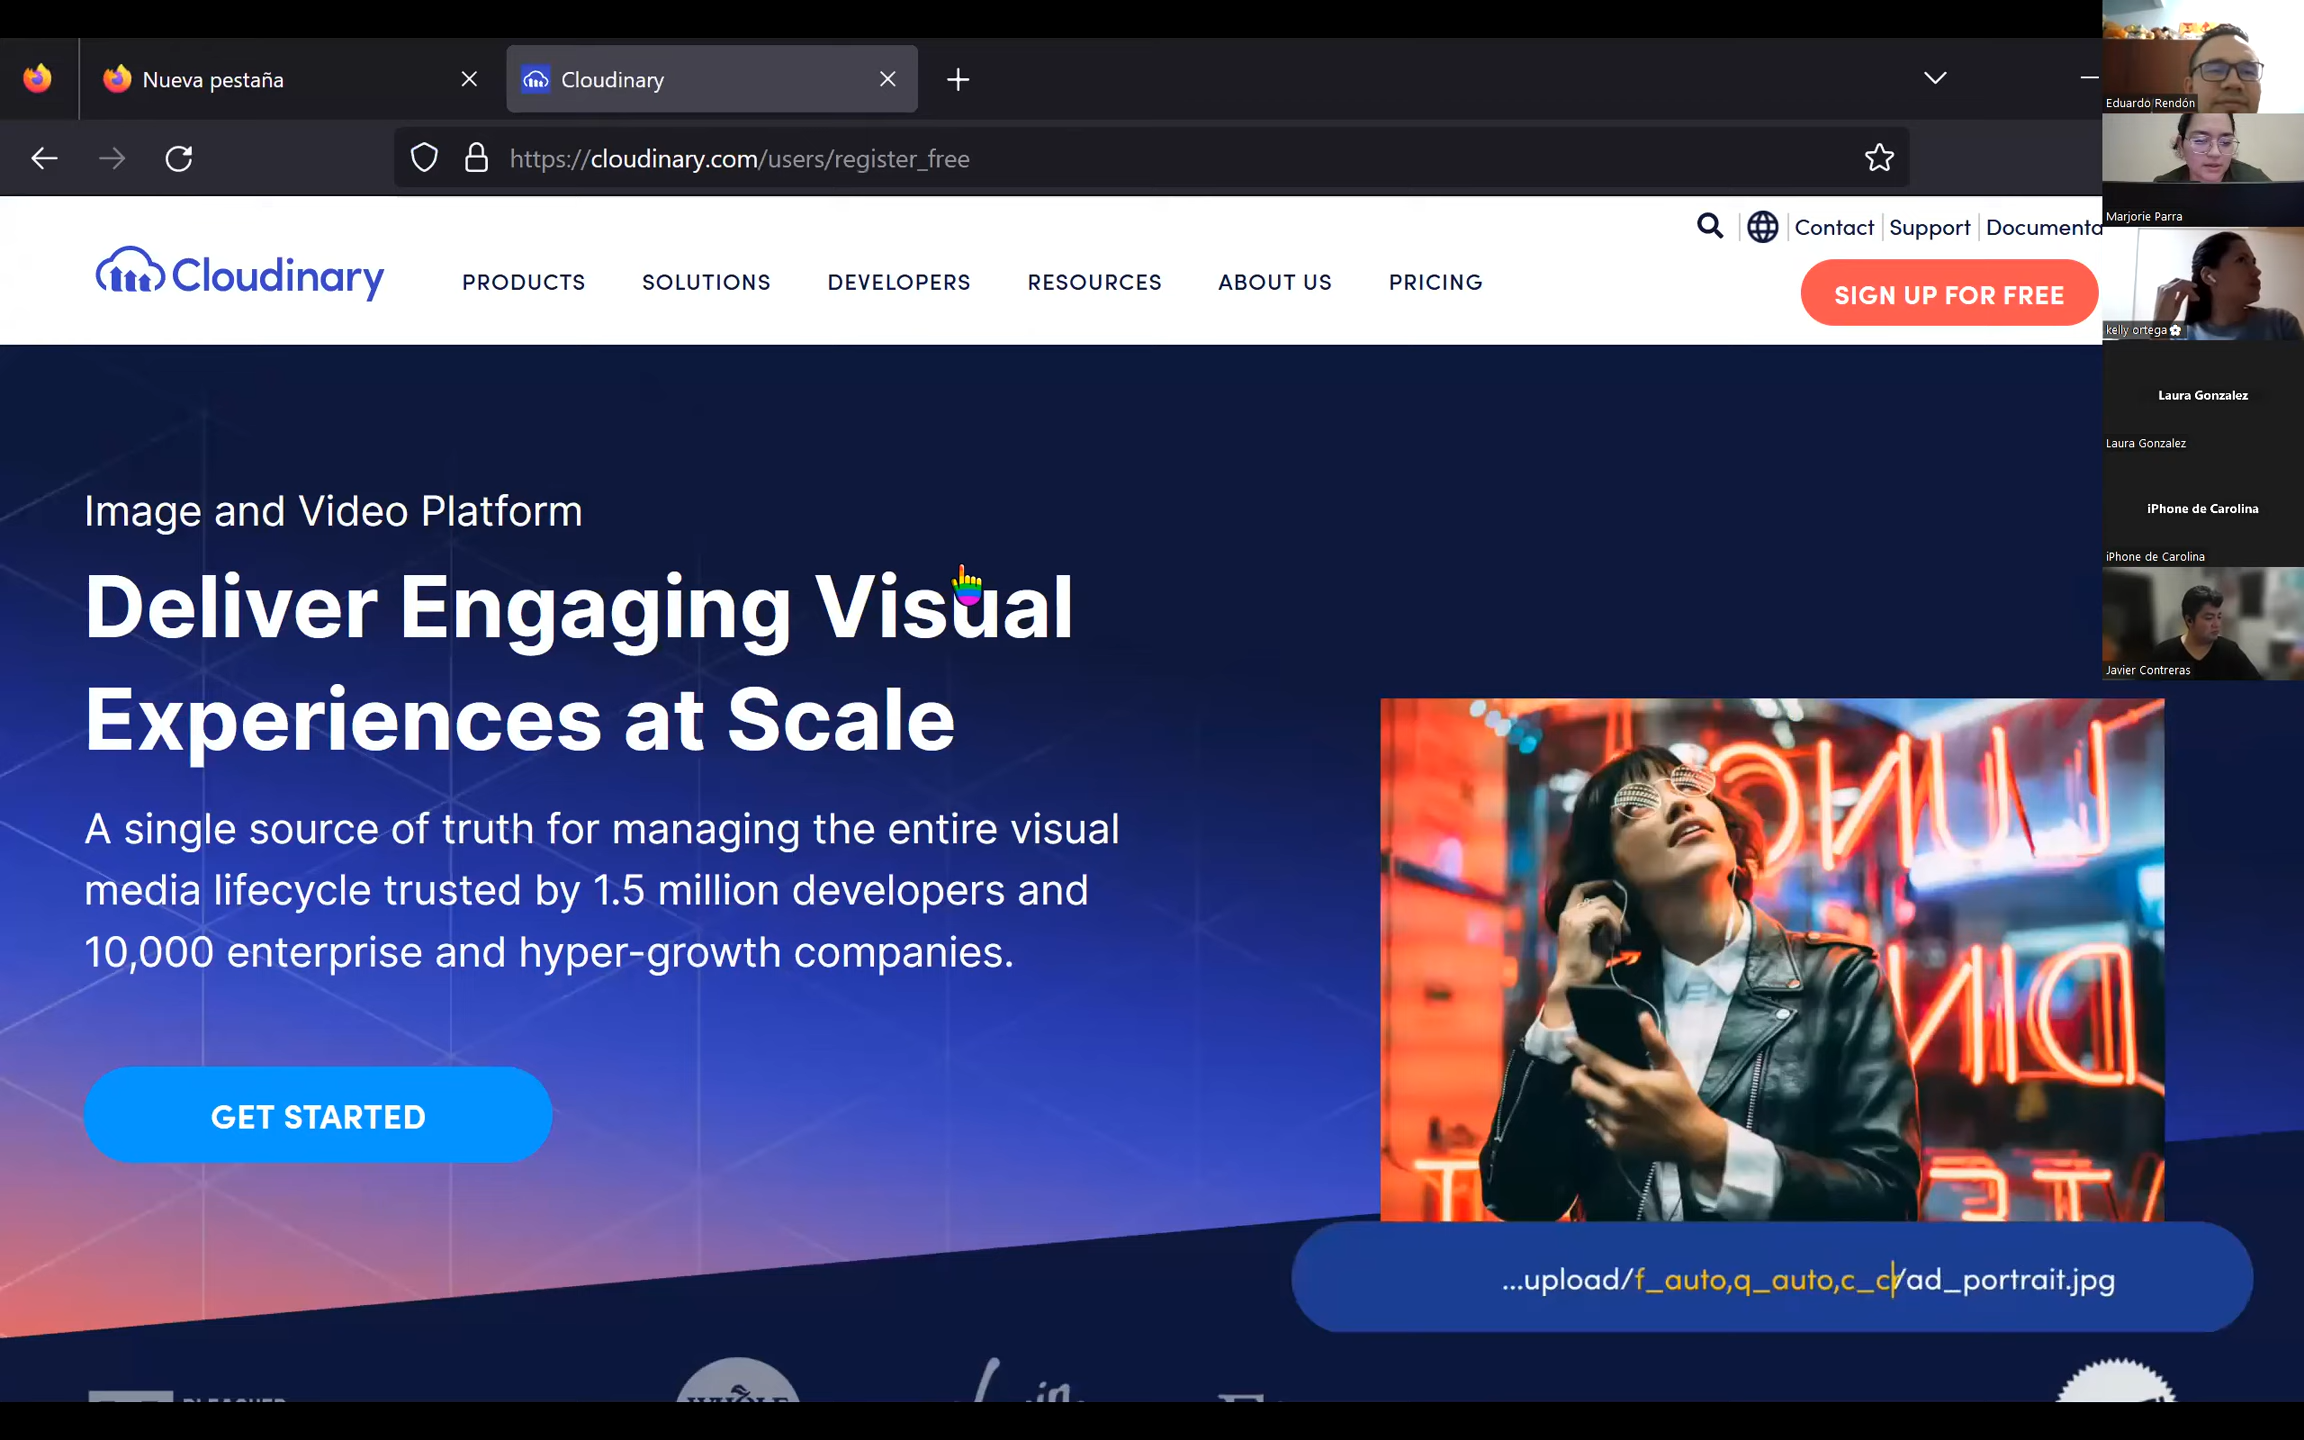 Nueva pestaña
Cloudinary
https://cloudinary.com/users/register_free
Contact
Support
Documenta
Cloudinary
PRODUCTS
SOLUTIONS
DEVELOPERS
RESOURCES
ABOUT US
PRICING
SIGN UP FOR FREE
Image and Video Platform
Deliver Engaging Visual
Experiences at Scale
A single source of truth for managing the entire visual
media lifecycle trusted by 1.5 million developers and
10,000 enterprise and hyper-growth companies.
GET STARTED
...upload/f_auto,q_auto,c_c/ad_portrait.jpg
Eduardo Rendón
Marjorie Parra
kelly ortega
Laura Gonzalez
Laura Gonzalez
iPhone de Carolina
iPhone de Carolina
Javier Contreras